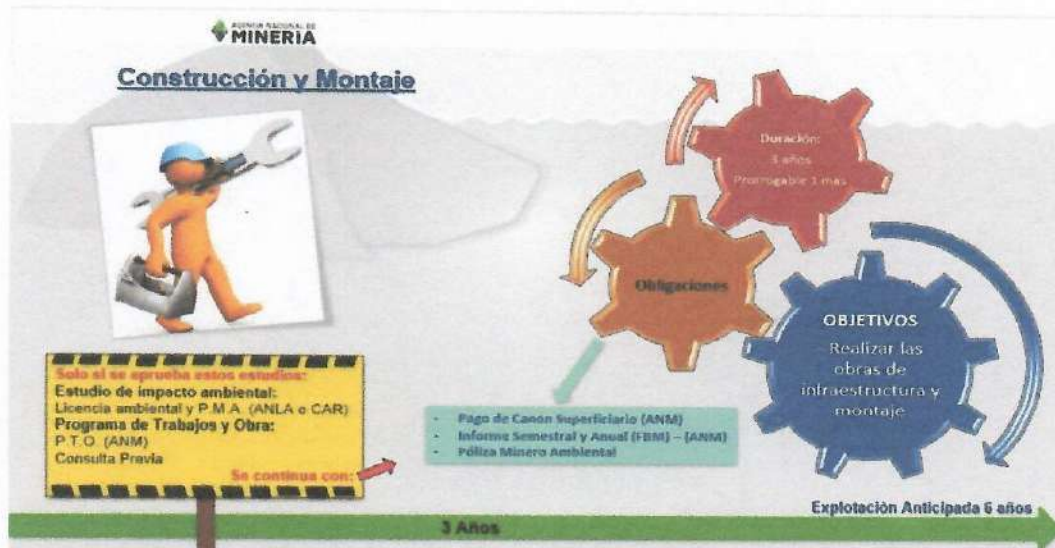 AGENCIA NACIONAL DE
MINERÍA
Construcción y Montaje
Duración:
3 años
Prorrogable 1 mas
Obligaciones
OBJETIVOS
Realizar las
obras de
infraestructura y
montaje
Solo si se aprueba estos estudios:
Estudio de impacto ambiental:
Licencia ambiental y P.M.A (ANLA o CAR)
Programa de Trabajos y Obra:
P.T.O (ANM)
Consulta Previa
Se continua con:
- Pago de Canon Superficiario (ANM)
- Informe Semestral y Anual (FBM) – (ANM)
- Póliza Minero Ambiental
Explotación Anticipada 6 años
3 Años